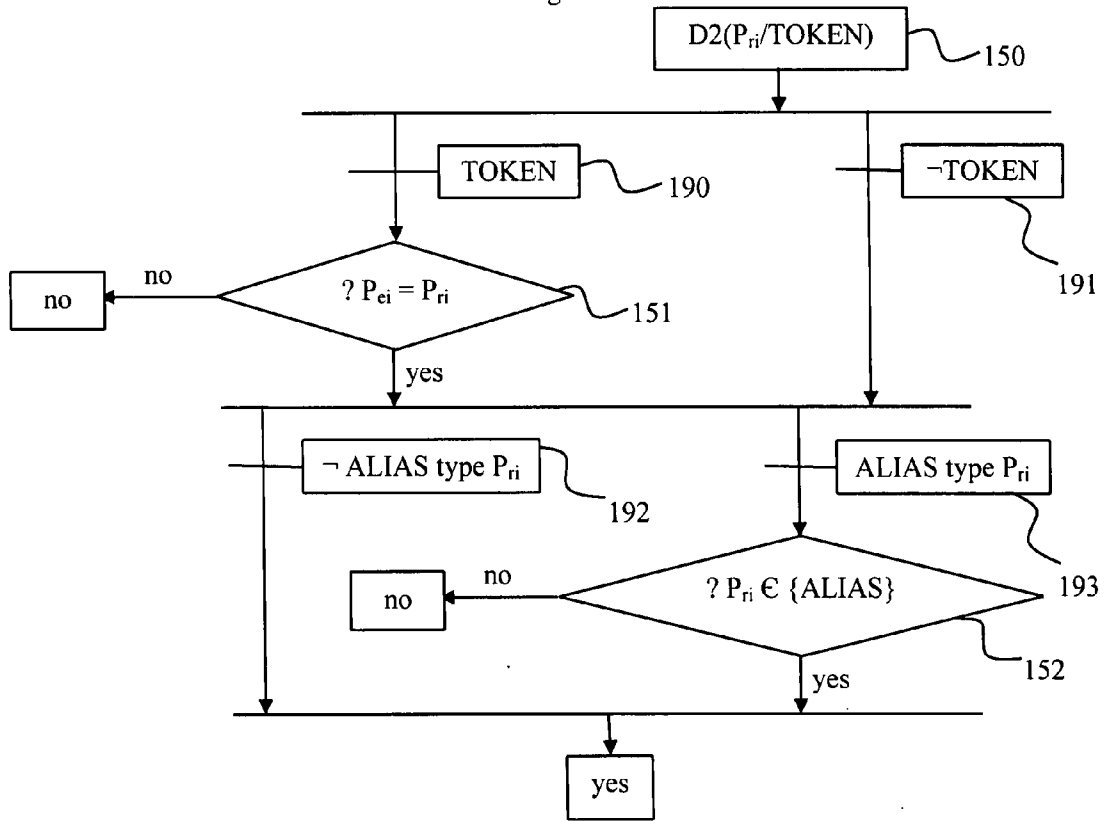 g
D2(Pri/TOKEN)
150
TOKEN
190
¬TOKEN
191
no
no
? Pei = Pri
151
yes
¬ ALIAS type Pri
192
ALIAS type Pri
193
no
no
? Pri Є {ALIAS}
152
yes
yes